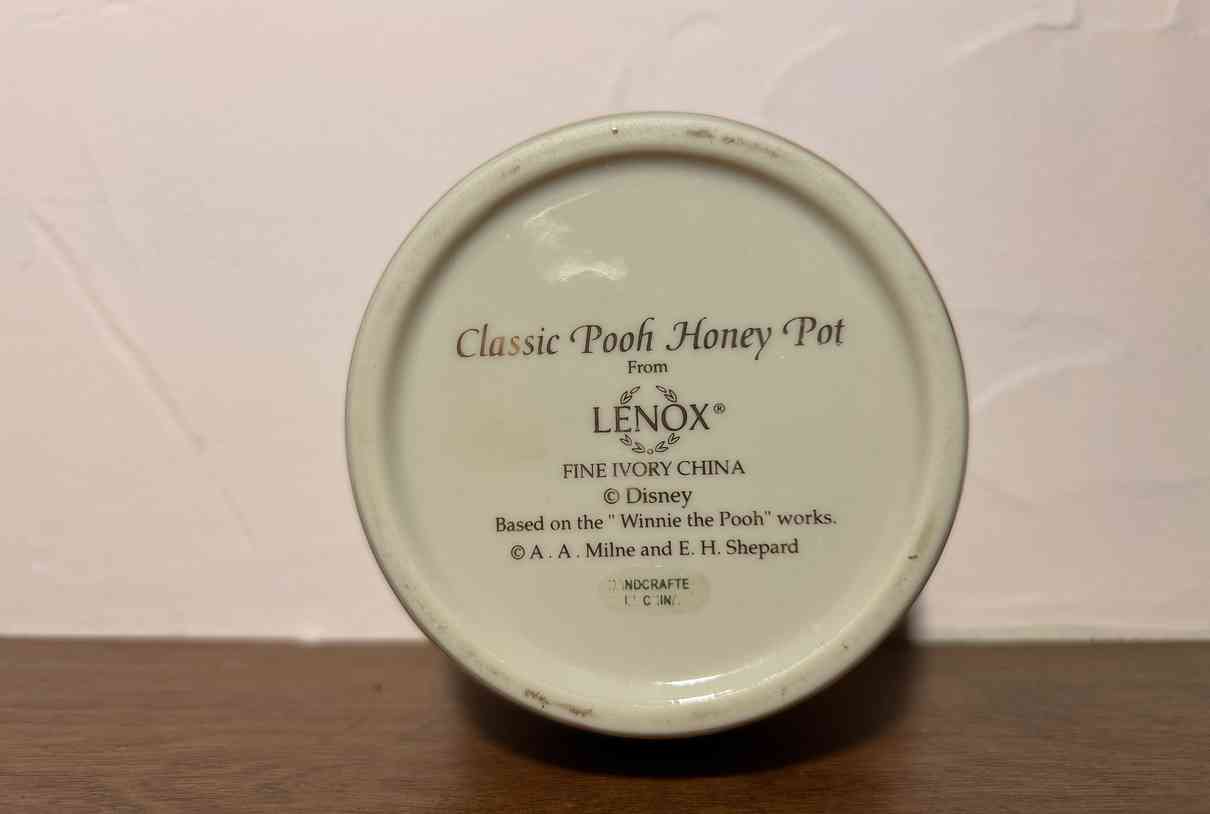 Classic Pooh Honey Pot
From
LENOX®
FINE IVORY CHINA
© Disney
Based on the " Winnie the Pooh" works.
© A . A . Milne and E. H. Shepard